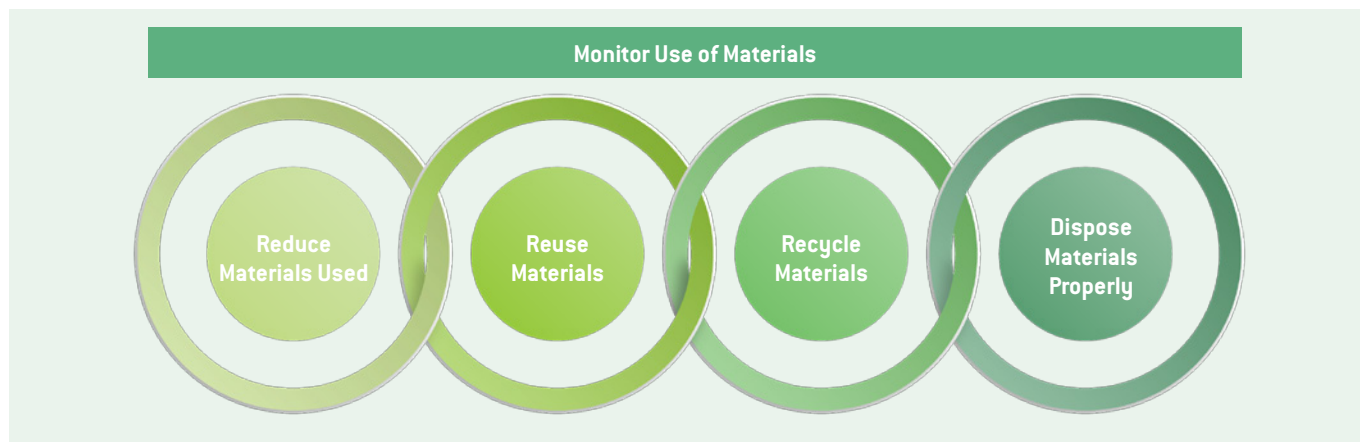 Monitor Use of Materials
Reduce
Materials Used
Reuse
Materials
Recycle
Materials
Dispose
Materials
Properly